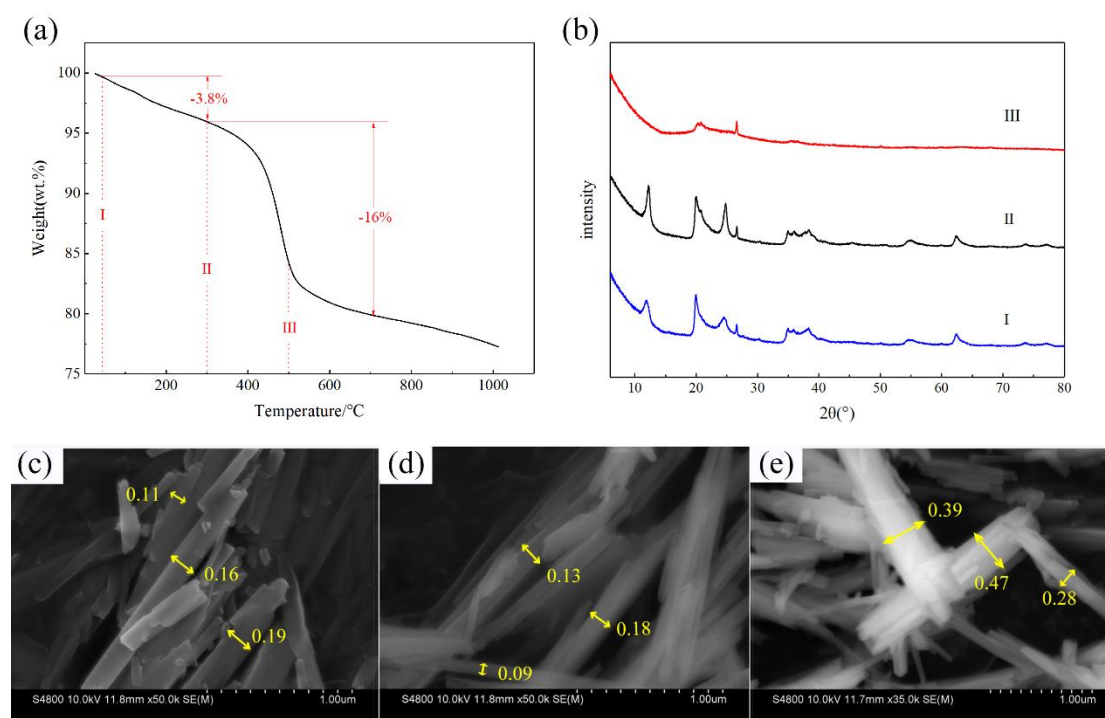 (a)
100
95
90
85
80
75
Weight(wt.%)
-3.8%
-16%
I
II
III
200
400
600
800
1000
Temperature/°C
(b)
intensity
III
II
I
10
20
30
40
50
60
70
80
2θ(°)
(c)
0.11
0.16
0.19
S4800 10.0kV 11.8mm x50.0k SE(M)
1.00um
(d)
0.13
0.18
0.09
S4800 10.0kV 11.8mm x50.0k SE(M)
1.00um
(e)
0.39
0.47
0.28
S4800 10.0kV 11.7mm x35.0k SE(M)
1.00um